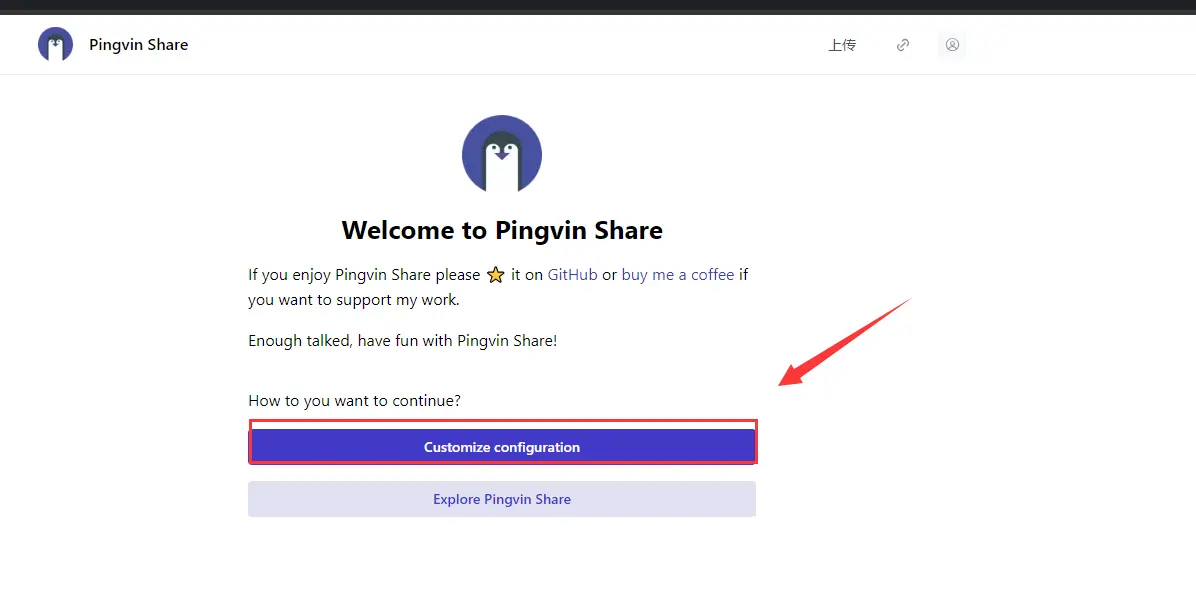 Pingvin Share
上传
Welcome to Pingvin Share
If you enjoy Pingvin Share please ⭐ it on GitHub or buy me a coffee if
you want to support my work.
Enough talked, have fun with Pingvin Share!
How to you want to continue?
Customize configuration
Explore Pingvin Share